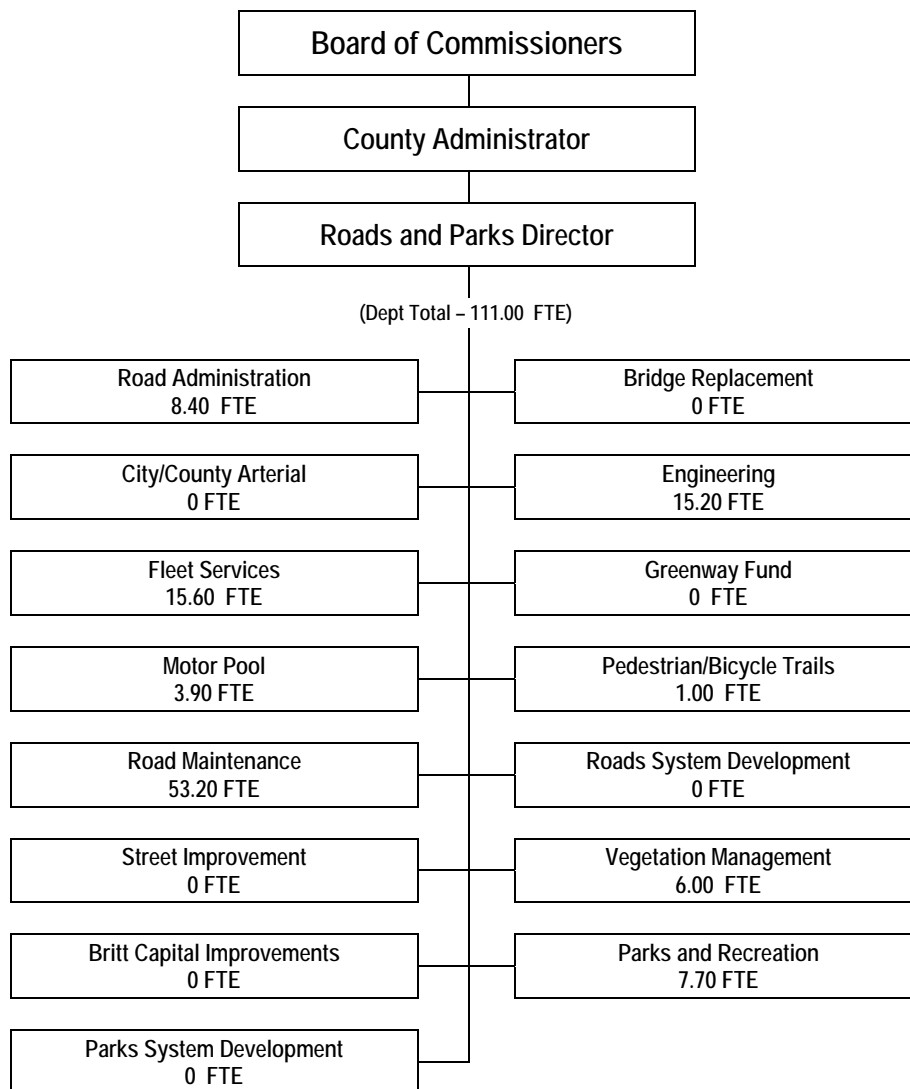 Board of Commissioners
County Administrator
Roads and Parks Director
(Dept Total – 111.00 FTE)
Road Administration
8.40 FTE
Bridge Replacement
0 FTE
City/County Arterial
0 FTE
Engineering
15.20 FTE
Fleet Services
15.60 FTE
Greenway Fund
0 FTE
Motor Pool
3.90 FTE
Pedestrian/Bicycle Trails
1.00 FTE
Road Maintenance
53.20 FTE
Roads System Development
0 FTE
Street Improvement
0 FTE
Vegetation Management
6.00 FTE
Britt Capital Improvements
0 FTE
Parks and Recreation
7.70 FTE
Parks System Development
0 FTE